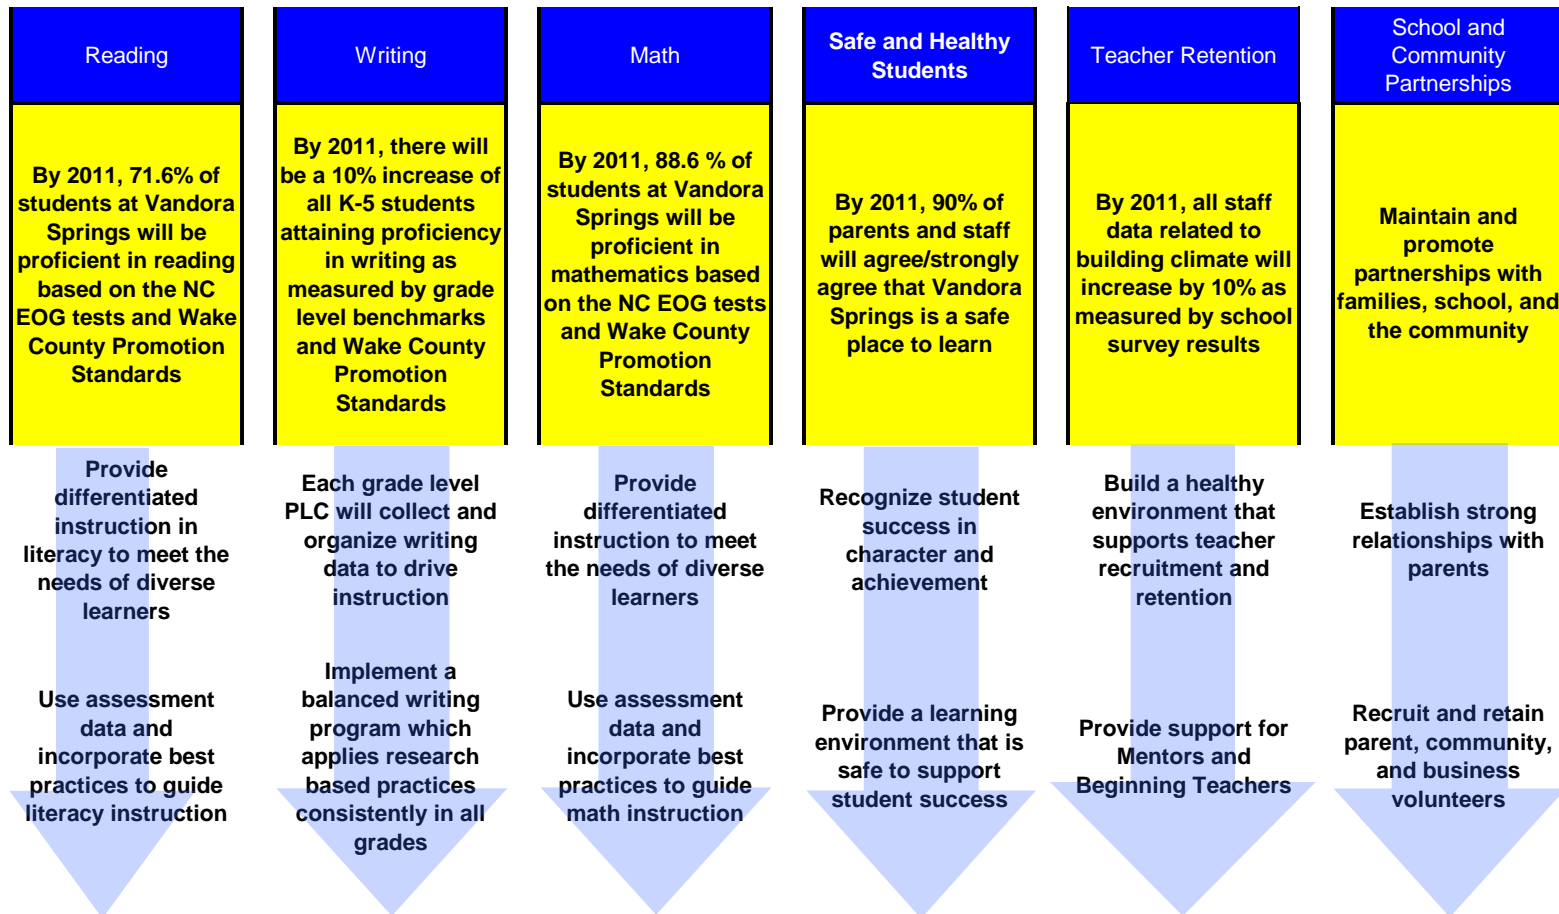 Reading
Writing
Math
Safe and Healthy
Students
Teacher Retention
School and
Community
Partnerships
By 2011, 71.6% of
students at Vandora
Springs will be
proficient in reading
based on the NC
EOG tests and Wake
County Promotion
Standards
By 2011, there will
be a 10% increase of
all K-5 students
attaining proficiency
in writing as
measured by grade
level benchmarks
and Wake County
Promotion
Standards
By 2011, 88.6 % of
students at Vandora
Springs will be
proficient in
mathematics based
on the NC EOG tests
and Wake County
Promotion
Standards
By 2011, 90% of
parents and staff
will agree/strongly
agree that Vandora
Springs is a safe
place to learn
By 2011, all staff
data related to
building climate will
increase by 10% as
measured by school
survey results
Maintain and
promote
partnerships with
families, school, and
the community
Provide
differentiated
instruction in
literacy to meet the
needs of diverse
learners
Each grade level
PLC will collect and
organize writing
data to drive
instruction
Provide
differentiated
instruction to meet
the needs of diverse
learners
Recognize student
success in
character and
achievement
Build a healthy
environment that
supports teacher
recruitment and
retention
Establish strong
relationships with
parents
Use assessment
data and
incorporate best
practices to guide
literacy instruction
Implement a
balanced writing
program which
applies research
based practices
consistently in all
grades
Use assessment
data and
incorporate best
practices to guide
math instruction
Provide a learning
environment that is
safe to support
student success
Provide support for
Mentors and
Beginning Teachers
Recruit and retain
parent, community,
and business
volunteers